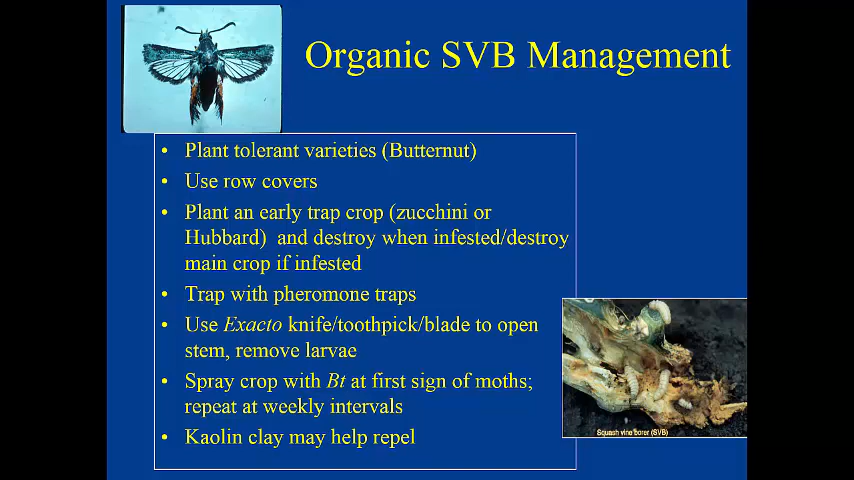 Organic SVB Management
• Plant tolerant varieties (Butternut)
• Use row covers
• Plant an early trap crop (zucchini or
Hubbard)  and destroy when infested/destroy
main crop if infested
• Trap with pheromone traps
• Use Exacto knife/toothpick/blade to open
stem, remove larvae
• Spray crop with Bt at first sign of moths;
repeat at weekly intervals
• Kaolin clay may help repel
Squash vine borer (SVB)